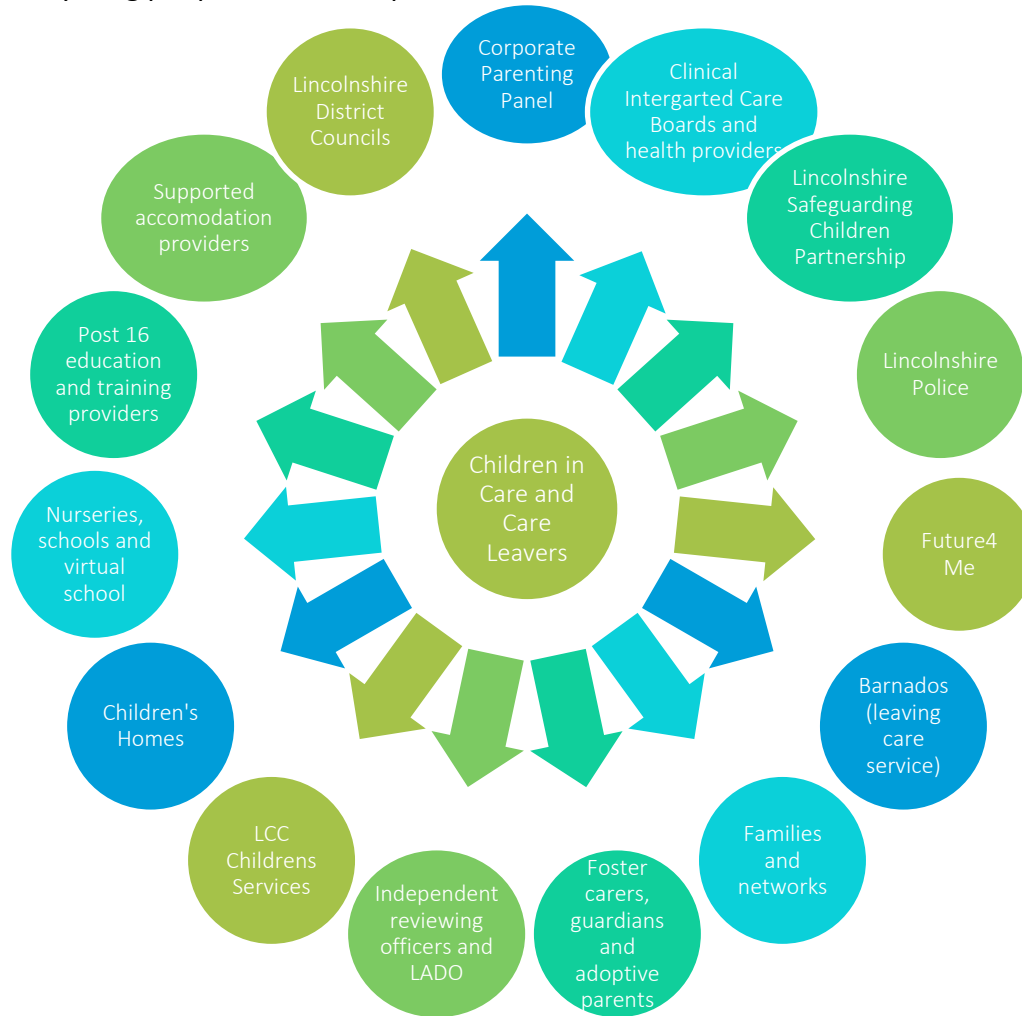 Corporate
Parenting
Panel
Clinical
Intergarted Care
Boards and
health providers
Lincolnshire
Safeguarding
Children
Partnership
Lincolnshire
Police
Future4
Me
Barnados
(leaving
care
service)
Families
and
networks
Foster
carers,
guardians
and
adoptive
parents
Independent
reviewing
officers and
LADO
LCC
Childrens
Services
Children's
Homes
Nurseries,
schools and
virtual
school
Post 16
education
and training
providers
Supported
accomodation
providers
Lincolnshire
District
Councils
Children in
Care and
Care
Leavers